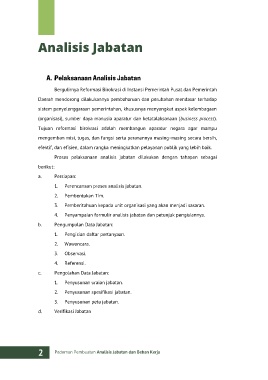 Analisis Jabatan
A. Pelaksanaan Analisis Jabatan
Bergulirnya Reformasi Birokrasi di Instansi Pemerintah Pusat dan Pemerintah
Daerah mendorong dilakukannya pembaharuan dan perubahan mendasar terhadap
sistem penyelenggaraan pemerintahan, khususnya menyangkut aspek kelembagaan
(organisasi), sumber daya manusia aparatur dan ketatalaksanaan (business process).
Tujuan reformasi birokrasi adalah membangun aparatur negara agar mampu
mengemban misi, tugas, dan fungsi serta peranannya masing-masing secara bersih,
efektif, dan efisien, dalam rangka meningkatkan pelayanan publik yang lebih baik.
Proses pelaksanaan analisis jabatan dilakukan dengan tahapan sebagai
berikut:
a. Persiapan:
1. Perencanaan proses analisis jabatan.
2. Pembentukan Tim.
3. Pemberitahuan kepada unit organisasi yang akan menjadi sasaran.
4. Penyampaian formulir analisis jabatan dan petunjuk pengisiannya.
b. Pengumpulan Data Jabatan:
1. Pengisian daftar pertanyaan.
2. Wawancara.
3. Observasi.
4. Referensi.
c. Pengolahan Data Jabatan:
1. Penyusunan uraian jabatan.
2. Penyusunan spesifikasi jabatan.
3. Penyusunan peta jabatan.
d. Verifikasi Jabatan
2 Pedoman Pembuatan Analisis Jabatan dan Beban Kerja